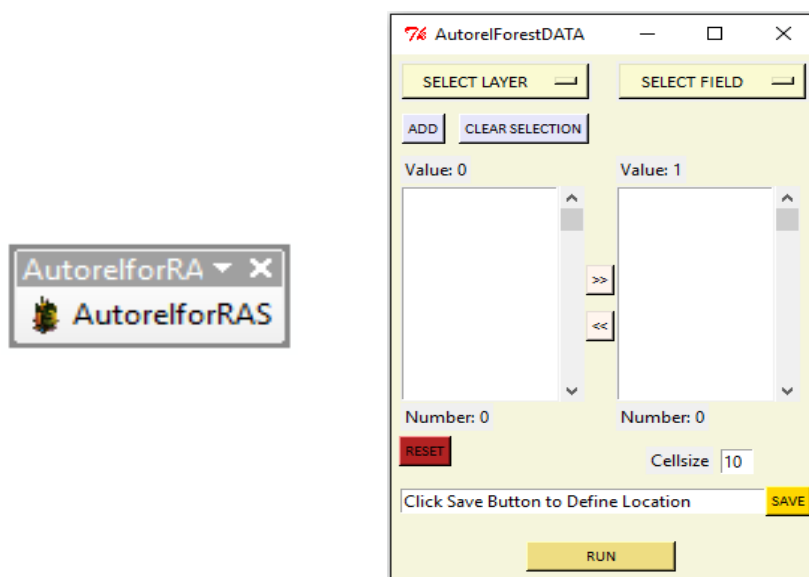 AutorelforRA
AutorelforRAS
AutorelForestDATA
SELECT LAYER
SELECT FIELD
ADD
CLEAR SELECTION
Value: 0
Value: 1
>>
<<
Number: 0
Number: 0
RESET
Cellsize 10
Click Save Button to Define Location
SAVE
RUN